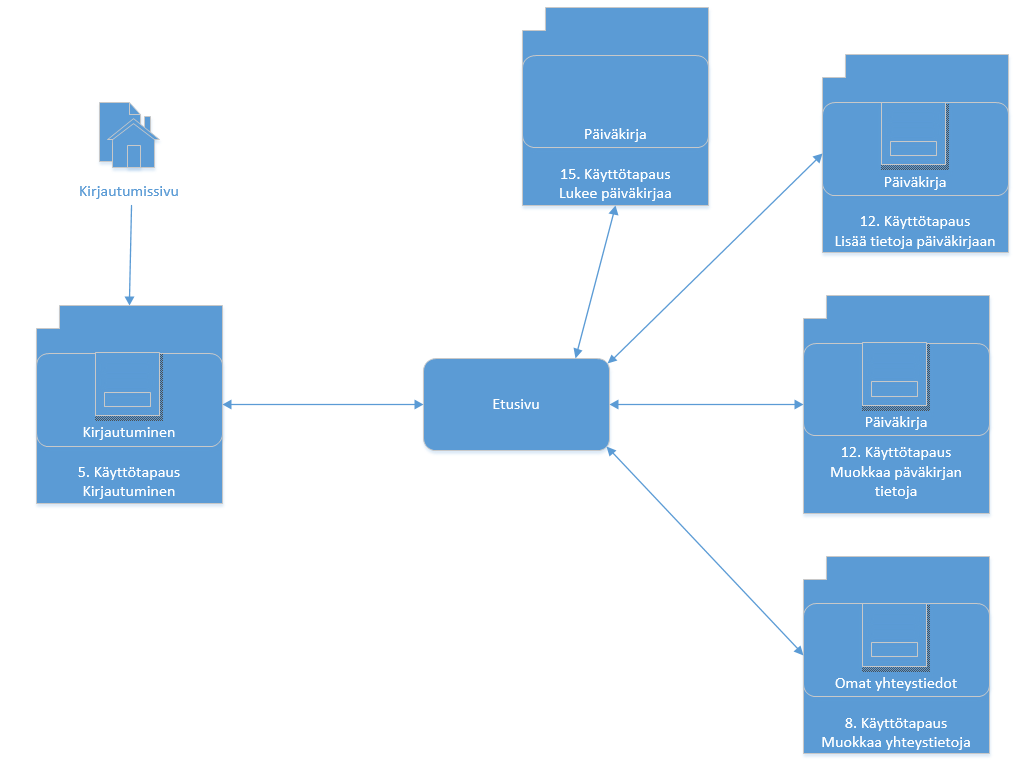 Kirjautumissivu
Kirjautuminen
5. Käyttötapaus
Kirjautuminen
Etusivu
Päiväkirja
15. Käyttötapaus
Lukee päiväkirjaa
Päiväkirja
12. Käyttötapaus
Lisää tietoja päiväkirjaan
Päiväkirja
12. Käyttötapaus
Muokkaa päväkirjan
tietoja
Omat yhteystiedot
8. Käyttötapaus
Muokkaa yhteystietoja